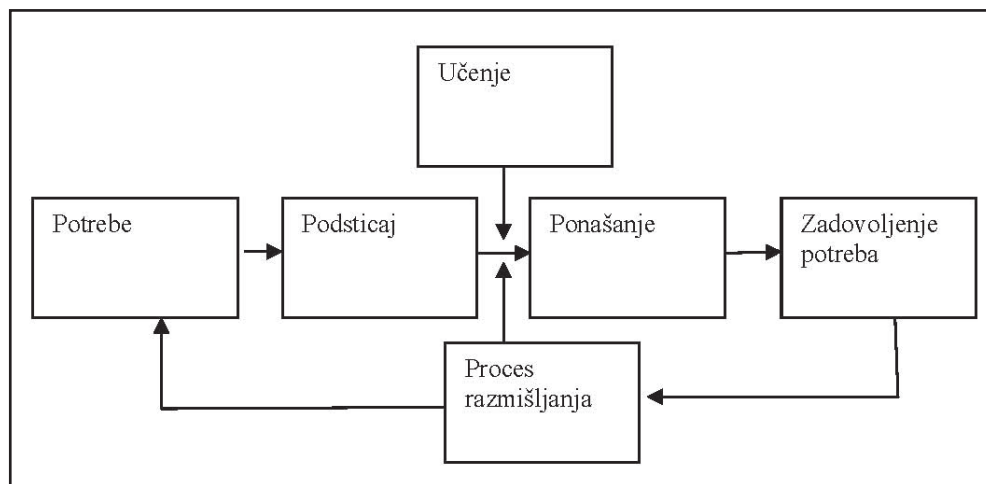 Učenje
Potrebe
Podsticaj
Ponašanje
Zadovoljenje
potreba
Proces
razmišljanja